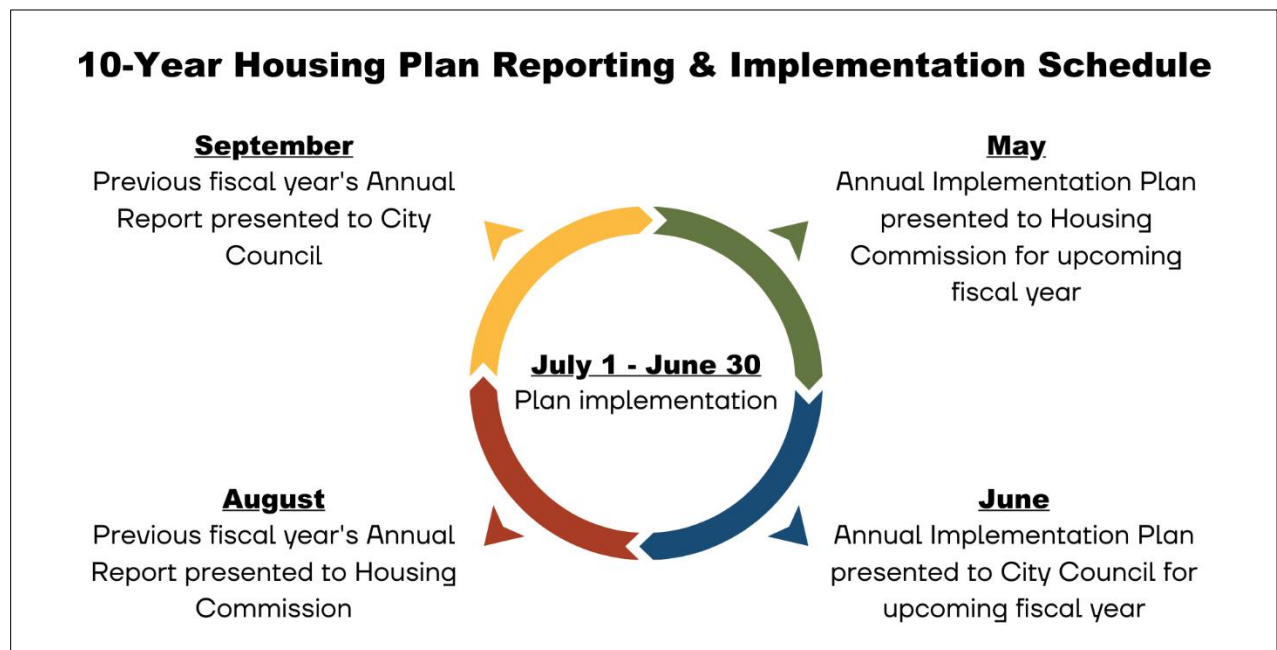 10-Year Housing Plan Reporting & Implementation Schedule
September
Previous fiscal year's Annual
Report presented to City
Council
May
Annual Implementation Plan
presented to Housing
Commission for upcoming
fiscal year
July 1 - June 30
Plan implementation
August
Previous fiscal year's Annual
Report presented to Housing
Commission
June
Annual Implementation Plan
presented to City Council for
upcoming fiscal year